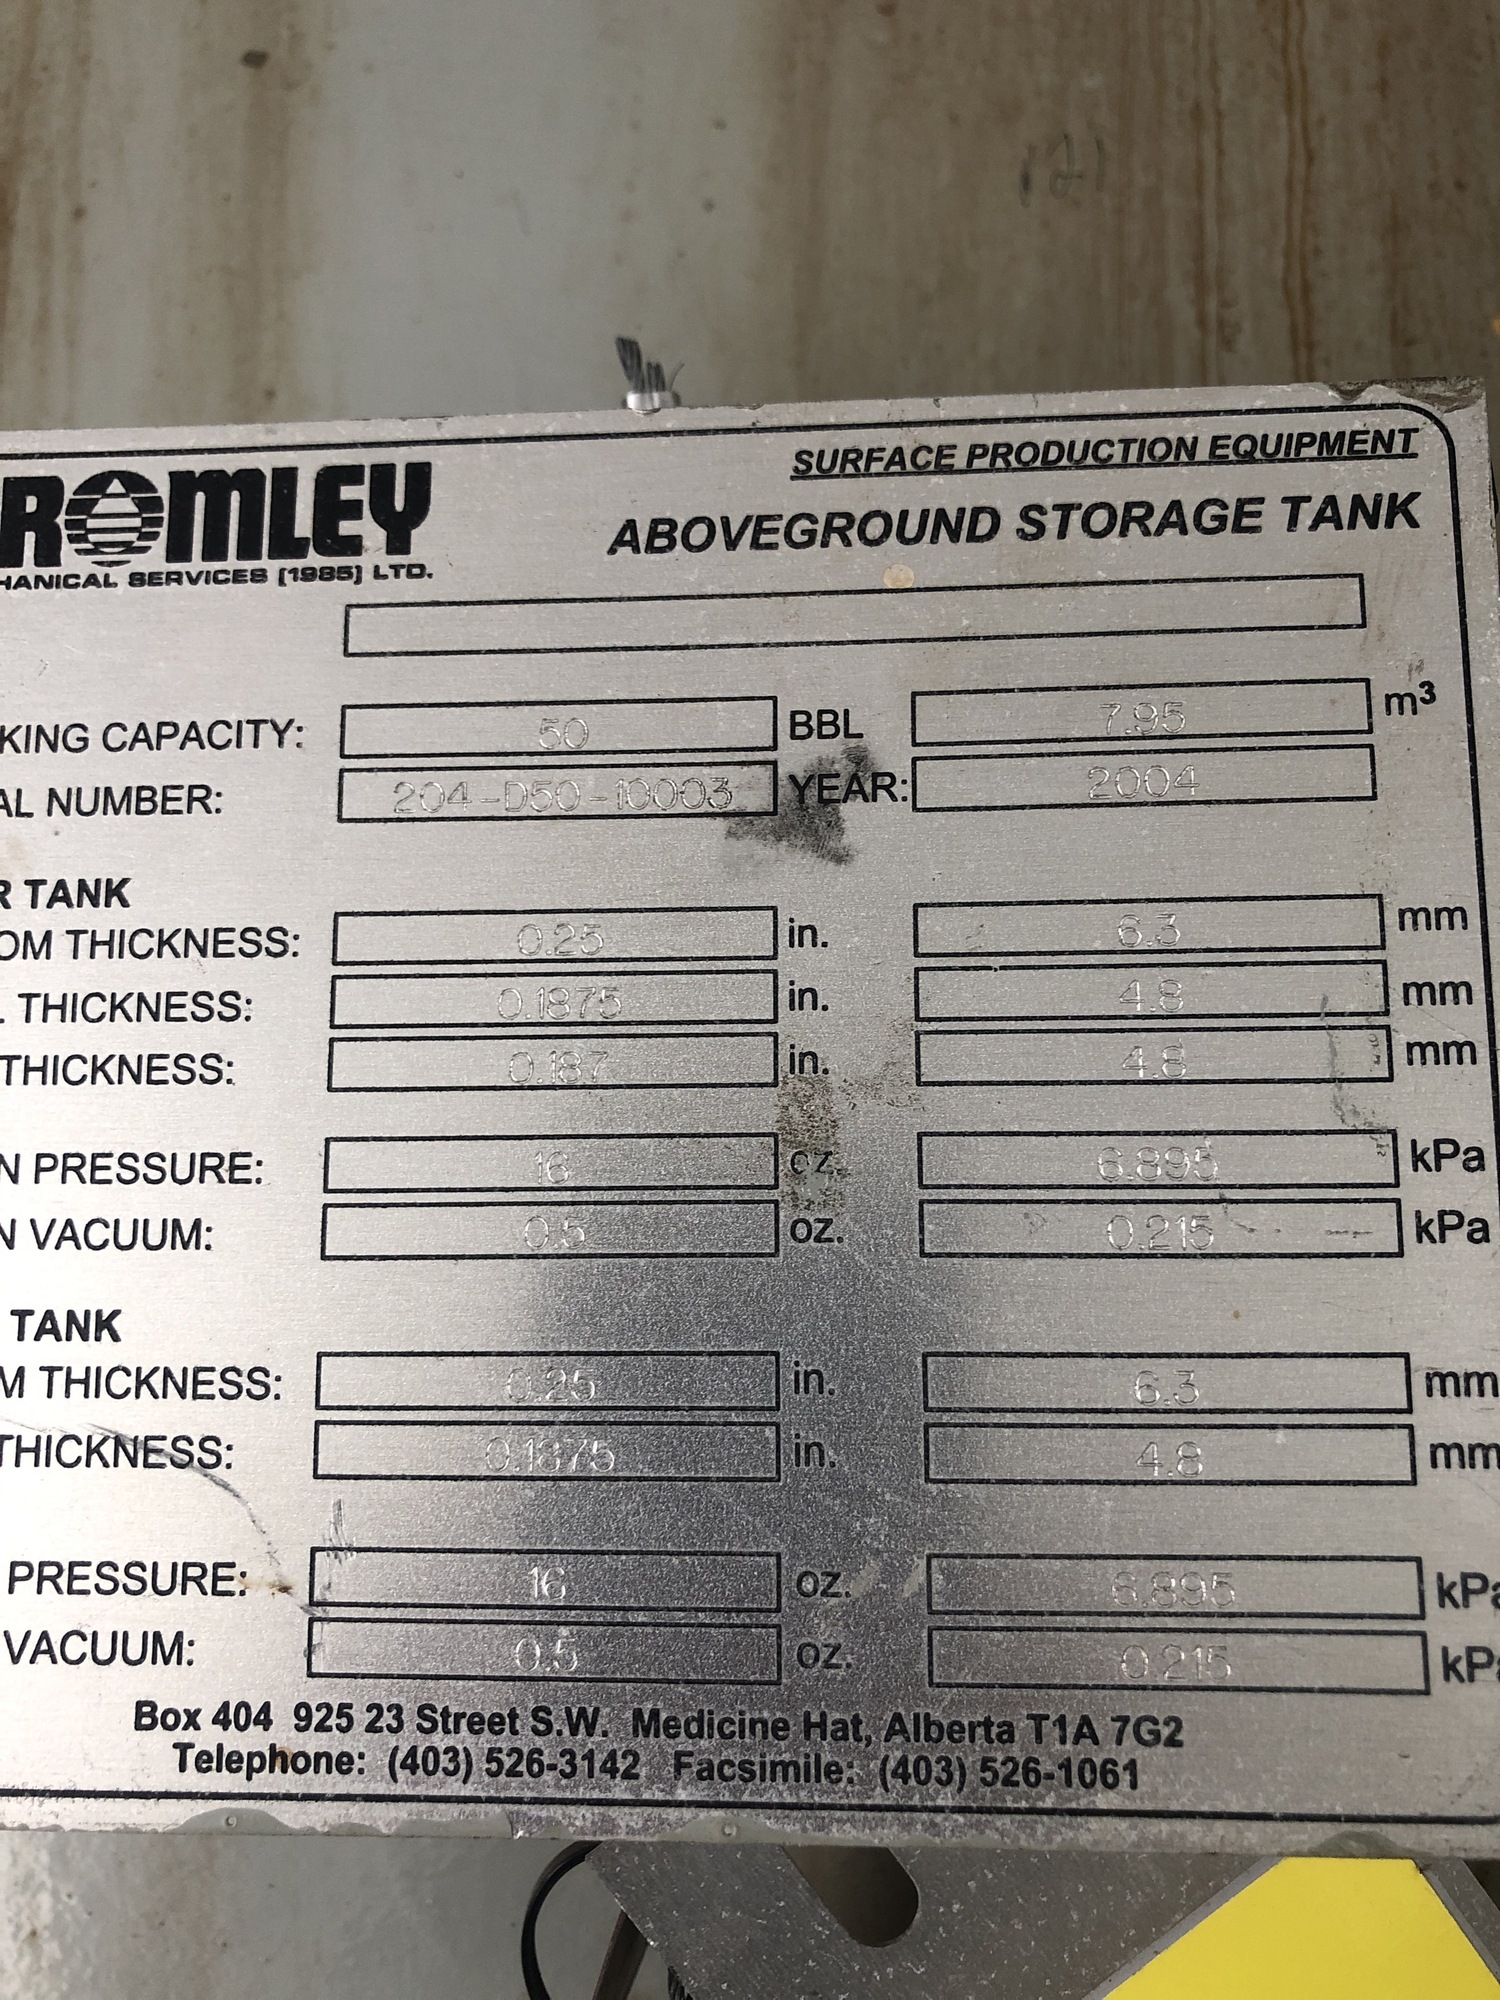 ROMLEY
HANICAL SERVICES [1985] LTD.
SURFACE PRODUCTION EQUIPMENT
ABOVEGROUND STORAGE TANK
KING CAPACITY: 50 BBL 7.95 m³
AL NUMBER: 204-D50-10003 YEAR: 2004
R TANK
OM THICKNESS: 0.25 in. 6.3 mm
L THICKNESS: 0.1875 in. 4.8 mm
THICKNESS: 0.187 in. 4.8 mm
N PRESSURE: 16 oz. 6.895 kPa
N VACUUM: 0.5 oz. 0.215 kPa
TANK
M THICKNESS: 0.25 in. 6.3 mm
THICKNESS: 0.1875 in. 4.8 mm
PRESSURE: 16 oz. 6.895 kPa
VACUUM: 0.5 oz. 0.215 kPa
Box 404 925 23 Street S.W. Medicine Hat, Alberta T1A 7G2
Telephone: (403) 526-3142 Facsimile: (403) 526-1061